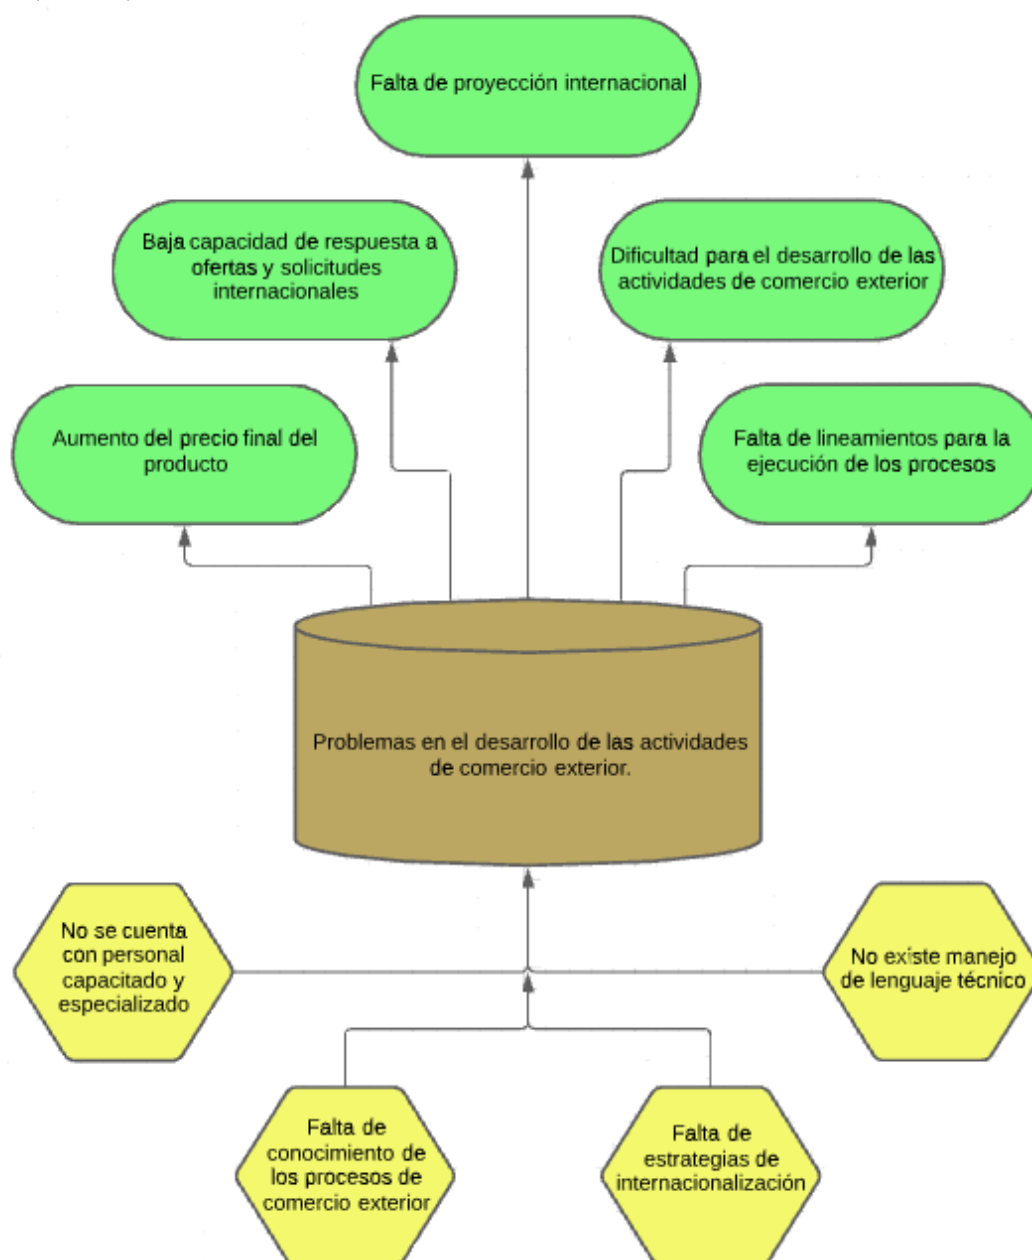 Falta de proyección internacional
Baja capacidad de respuesta a
ofertas y solicitudes
internacionales
Dificultad para el desarrollo de las
actividades de comercio exterior
Aumento del precio final del
producto
Falta de lineamientos para la
ejecución de los procesos
Problemas en el desarrollo de las actividades
de comercio exterior.
No se cuenta
con personal
capacitado y
especializado
No existe manejo
de lenguaje técnico
Falta de
conocimiento de
los procesos de
comercio exterior
Falta de
estrategias de
internacionalización